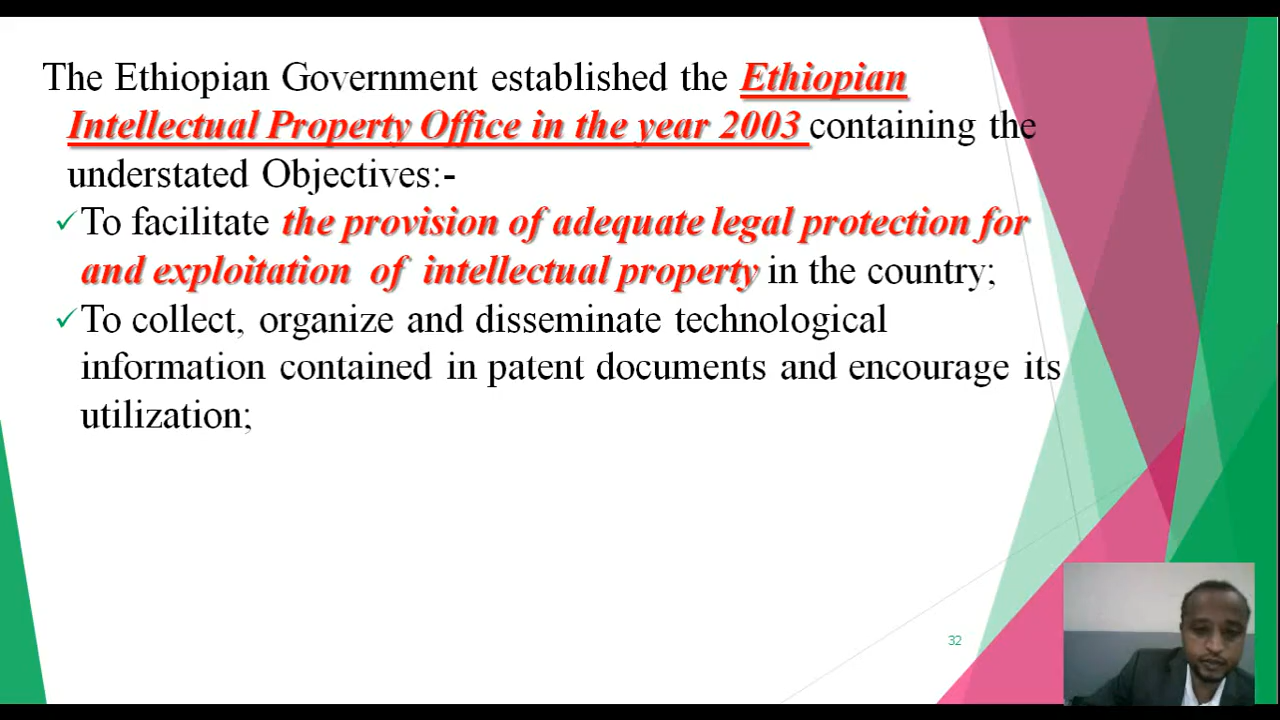 The Ethiopian Government established the Ethiopian
Intellectual Property Office in the year 2003 containing the
understated Objectives:-
✓To facilitate the provision of adequate legal protection for
and exploitation of intellectual property in the country;
✓To collect, organize and disseminate technological
information contained in patent documents and encourage its
utilization;
32